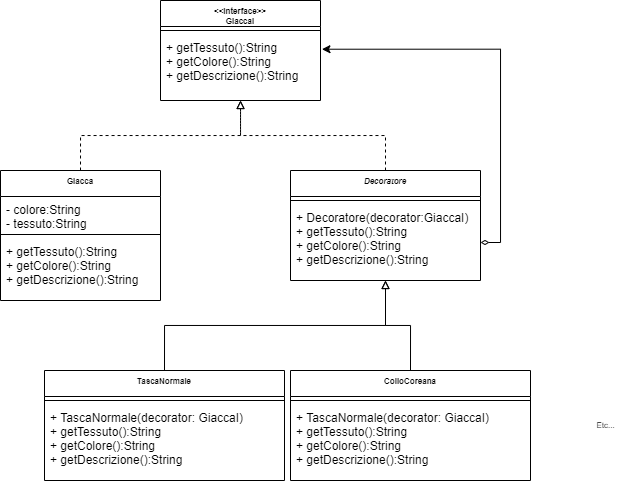 <<Interface>>
GiaccaI
+ getTessuto():String
+ getColore():String
+ getDescrizione():String
Giacca
- colore:String
- tessuto:String
+ getTessuto():String
+ getColore():String
+ getDescrizione():String
Decoratore
+ Decoratore(decorator:GiaccaI)
+ getTessuto():String
+ getColore():String
+ getDescrizione():String
TascaNormale
+ TascaNormale(decorator: GiaccaI)
+ getTessuto():String
+ getColore():String
+ getDescrizione():String
ColloCoreana
+ TascaNormale(decorator: GiaccaI)
+ getTessuto():String
+ getColore():String
+ getDescrizione():String
Etc...